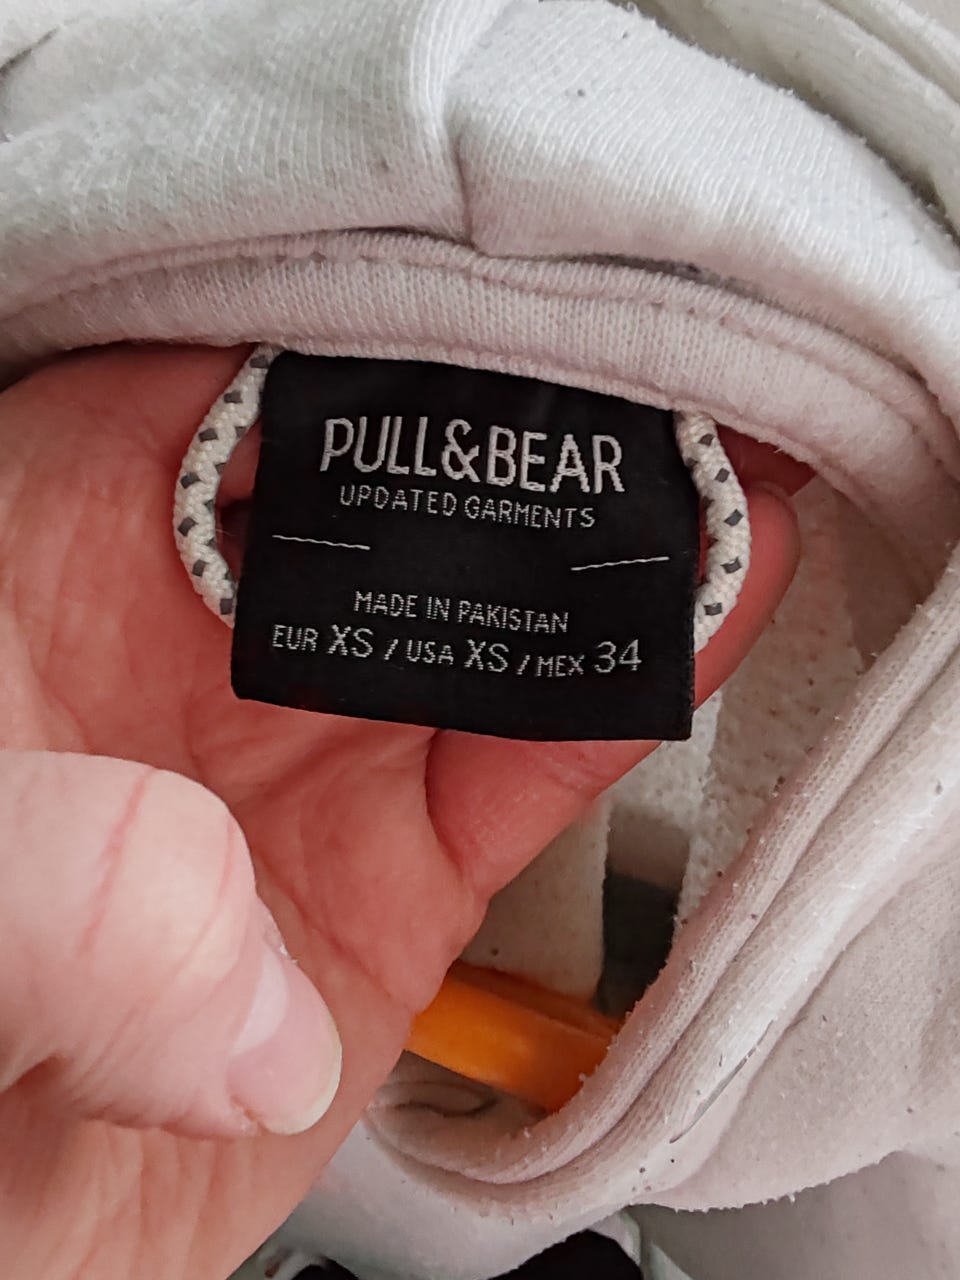 PULL&BEAR
UPDATED GARMENTS
MADE IN PAKISTAN
EUR XS / USA XS / MEX 34